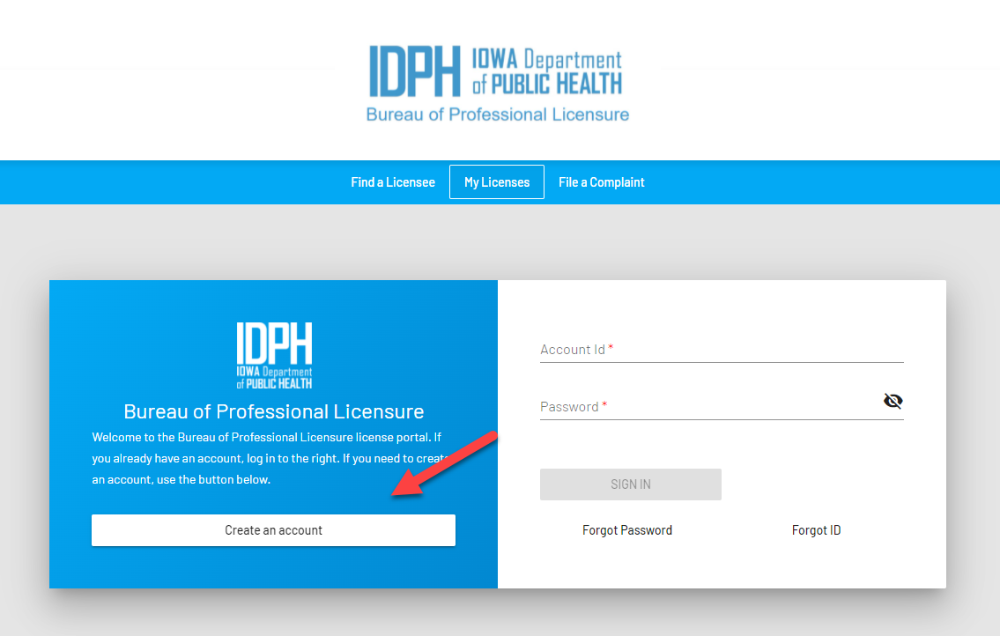 IDPH
IOWA Department
of PUBLIC HEALTH
Bureau of Professional Licensure
Find a Licensee
My Licenses
File a Complaint
IDPH
IOWA Department
of PUBLIC HEALTH
Bureau of Professional Licensure
Welcome to the Bureau of Professional Licensure license portal. If
you already have an account, log in to the right. If you need to create
an account, use the button below.
Create an account
Account Id *
Password *
SIGN IN
Forgot Password
Forgot ID